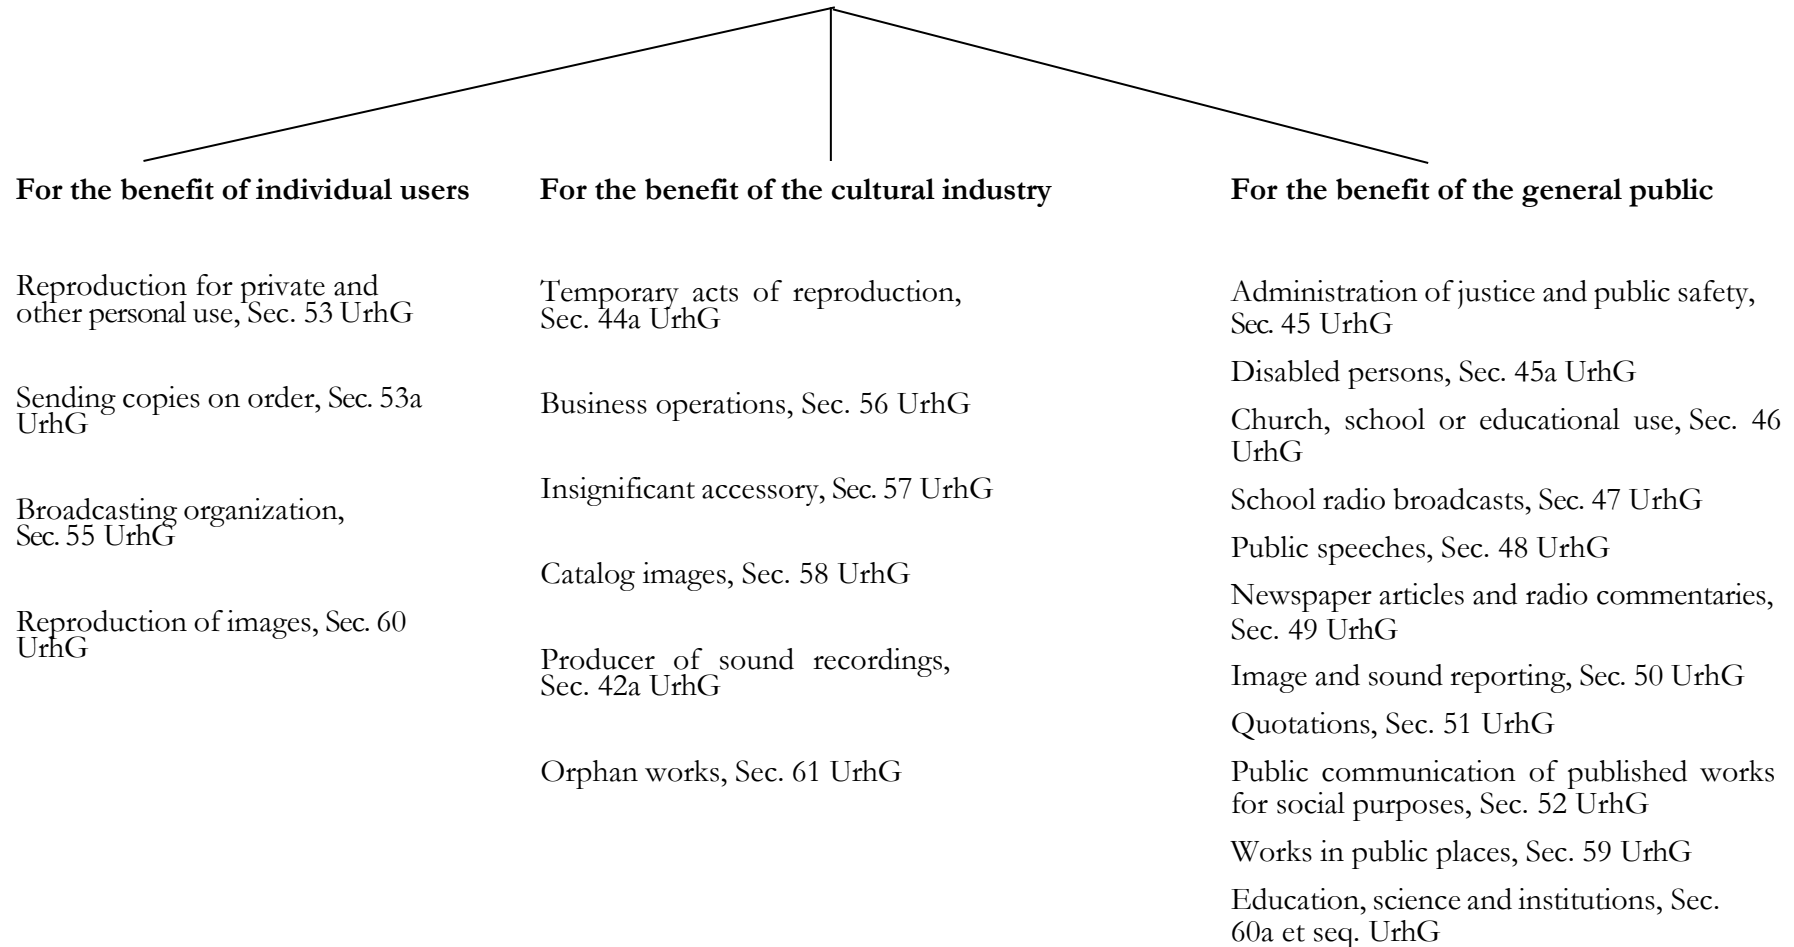 For the benefit of individual users
Reproduction for private and
other personal use, Sec. 53 UrhG
Sending copies on order, Sec. 53a
UrhG
Broadcasting organization,
Sec. 55 UrhG
Reproduction of images, Sec. 60
UrhG
For the benefit of the cultural industry
Temporary acts of reproduction,
Sec. 44a UrhG
Business operations, Sec. 56 UrhG
Insignificant accessory, Sec. 57 UrhG
Catalog images, Sec. 58 UrhG
Producer of sound recordings,
Sec. 42a UrhG
Orphan works, Sec. 61 UrhG
For the benefit of the general public
Administration of justice and public safety,
Sec. 45 UrhG
Disabled persons, Sec. 45a UrhG
Church, school or educational use, Sec. 46
UrhG
School radio broadcasts, Sec. 47 UrhG
Public speeches, Sec. 48 UrhG
Newspaper articles and radio commentaries,
Sec. 49 UrhG
Image and sound reporting, Sec. 50 UrhG
Quotations, Sec. 51 UrhG
Public communication of published works
for social purposes, Sec. 52 UrhG
Works in public places, Sec. 59 UrhG
Education, science and institutions, Sec.
60a et seq. UrhG